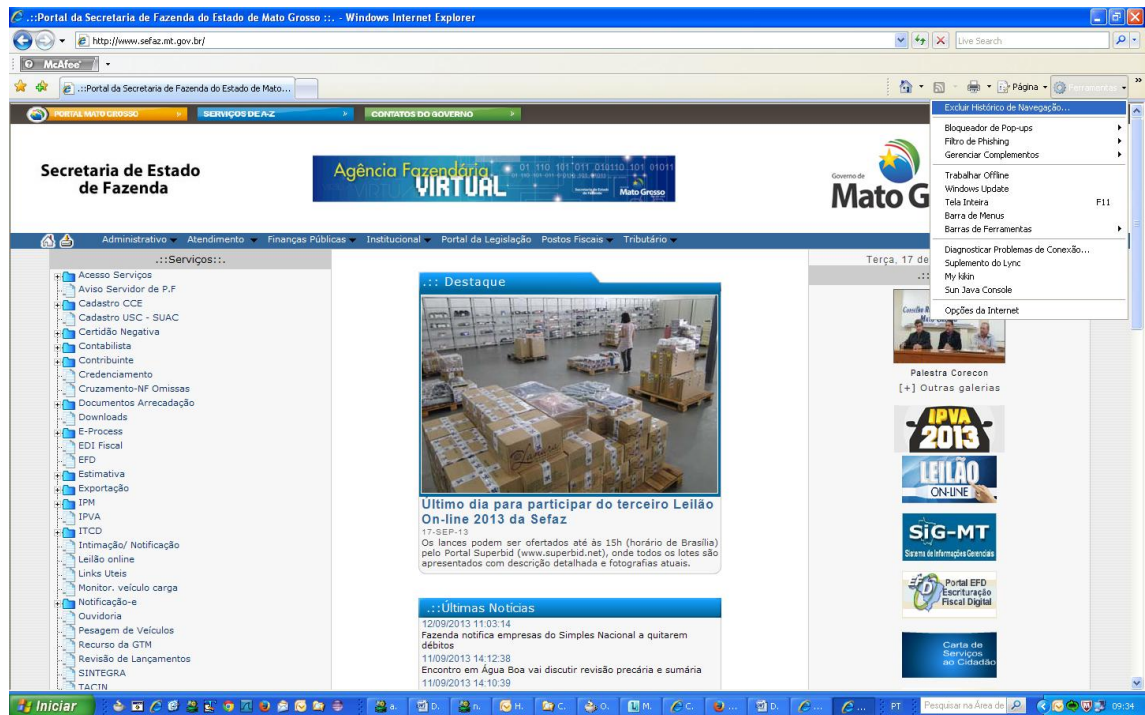 .::Portal da Secretaria de Fazenda do Estado de Mato Grosso ::. - Windows Internet Explorer
http://www.sefaz.mt.gov.br/
Live Search
McAfee
.::Portal da Secretaria de Fazenda do Estado de Mato...
Página
Ferramentas
PORTAL MATO GROSSO
SERVIÇOS DE A-Z
CONTATOS DO GOVERNO
Excluir Histórico de Navegação...
Bloqueador de Pop-ups
Filtro de Phishing
Gerenciar Complementos
Trabalhar Offline
Windows Update
Tela Inteira F11
Barra de Menus
Barras de Ferramentas
Diagnosticar Problemas de Conexão...
Suplemento do Lync
My kikin
Sun Java Console
Opções da Internet
Secretaria de Estado
de Fazenda
Agência Fazendária
VIRTUAL
Mato Grosso
Governo de
Mato G
Administrativo Atendimento Finanças Públicas Institucional Portal da Legislação Postos Fiscais Tributário
.::Serviços::.
Acesso Serviços
Aviso Servidor de P.F
Cadastro CCE
Cadastro USC - SUAC
Certidão Negativa
Contabilista
Contribuinte
Credenciamento
Cruzamento-NF Omissas
Documentos Arrecadação
Downloads
E-Process
EDI Fiscal
EFD
Estimativa
Exportação
IPM
IPVA
ITCD
Intimação/ Notificação
Leilão online
Links Uteis
Monitor. veículo carga
Notificação-e
Ouvidoria
Pesagem de Veículos
Recurso da GTM
Revisão de Lançamentos
SINTEGRA
TACIN
.:: Destaque
Último dia para participar do terceiro Leilão
On-line 2013 da Sefaz
17-SEP-13
Os lances podem ser ofertados até às 15h (horário de Brasília)
pelo Portal Superbid (www.superbid.net), onde todos os lotes são
apresentados com descrição detalhada e fotografias atuais.
.::Últimas Notícias
12/09/2013 11:03:14
Fazenda notifica empresas do Simples Nacional a quitarem
débitos
11/09/2013 14:12:38
Encontro em Água Boa vai discutir revisão precária e sumária
11/09/2013 14:10:39
Terça, 17 de
.::
Palestra Corecon
[+] Outras galerias
IPVA
2013
LEILÃO
ON-LINE
SiG-MT
Sistema de Informações Gerenciais
Portal EFD
Escrituração
Fiscal Digital
Carta de
Serviços
ao Cidadão
Iniciar
a.
D.
n.
H.
C.
O.
M.
C.
...
D.
...
...
PT
Pesquisar na Área de
09:34